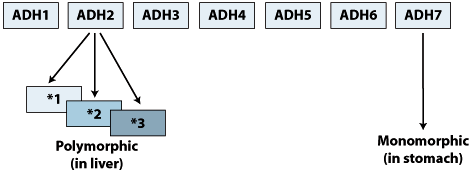 ADH1 ADH2 ADH3 ADH4 ADH5 ADH6 ADH7
*1
*2
*3
Polymorphic
(in liver)
Monomorphic
(in stomach)